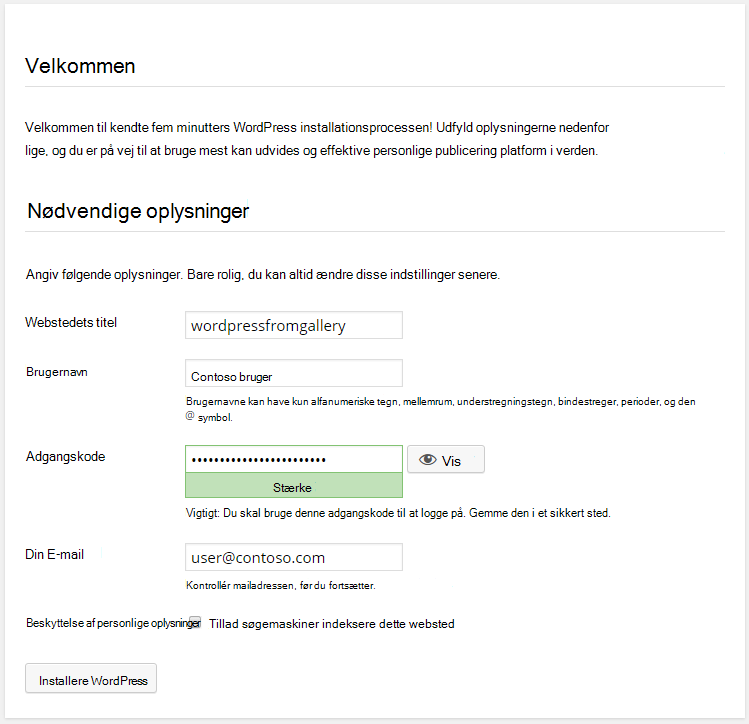 Velkommen
Velkommen til kendte fem minutters WordPress installationsprocessen! Udfyld oplysningerne nedenfor
lige, og du er på vej til at bruge mest kan udvides og effektive personlige publicering platform i verden.
Nødvendige oplysninger
Angiv følgende oplysninger. Bare rolig, du kan altid ændre disse indstillinger senere.
Webstedets titel wordpressfromgallery
Brugernavn Contoso bruger
Brugernavne kan have kun alfanumeriske tegn, mellemrum, understregningstegn, bindestreger, perioder, og den
@ symbol.
Adgangskode •••••••••••••••••••••••• Vis
Stærke
Vigtigt: Du skal bruge denne adgangskode til at logge på. Gemme den i et sikkert sted.
Din E-mail user@contoso.com
Kontrollér mailadressen, før du fortsætter.
Beskyttelse af personlige oplysninger Tillad søgemaskiner indeksere dette websted
Installere WordPress